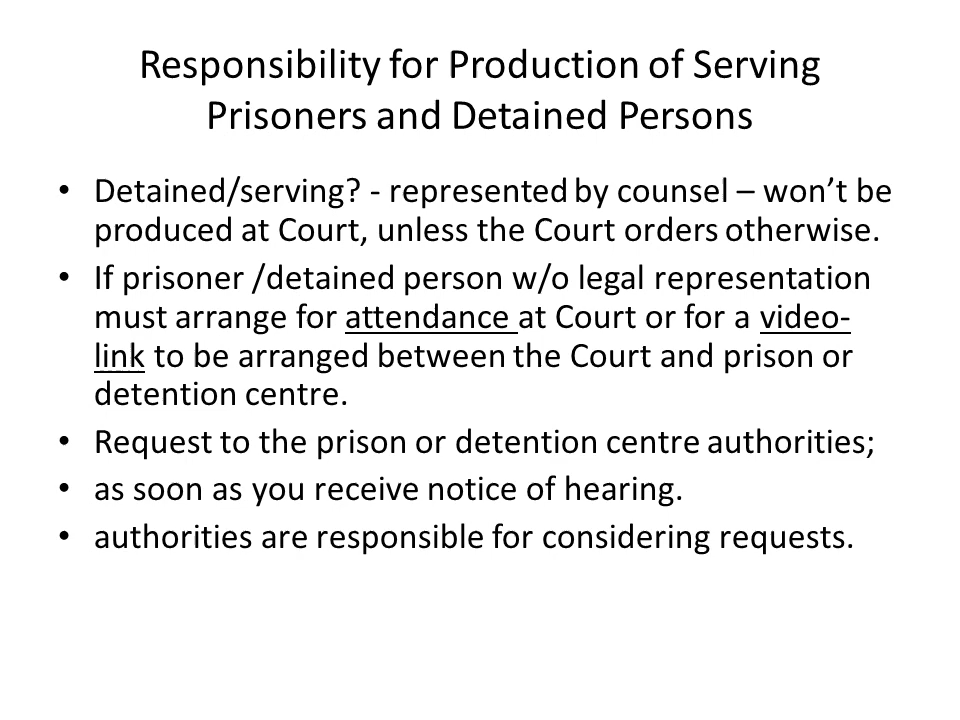 Responsibility for Production of Serving
Prisoners and Detained Persons
• Detained/serving? - represented by counsel – won’t be
produced at Court, unless the Court orders otherwise.
• If prisoner /detained person w/o legal representation
must arrange for attendance at Court or for a video-
link to be arranged between the Court and prison or
detention centre.
• Request to the prison or detention centre authorities;
• as soon as you receive notice of hearing.
• authorities are responsible for considering requests.